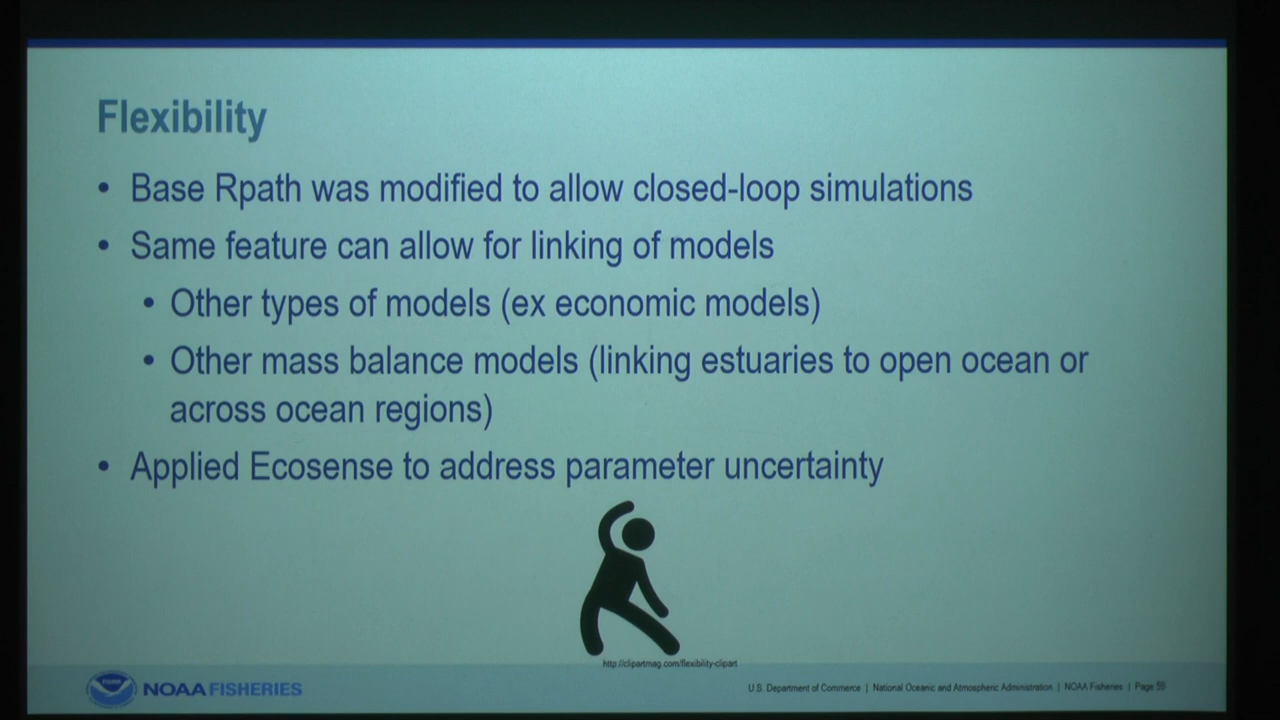 Flexibility
• Base Rpath was modified to allow closed-loop simulations
• Same feature can allow for linking of models
• Other types of models (ex economic models)
• Other mass balance models (linking estuaries to open ocean or
across ocean regions)
• Applied Ecosense to address parameter uncertainty
http://clipartmag.com/flexibility-clipart
NOAA FISHERIES
U.S. Department of Commerce | National Oceanic and Atmospheric Administration | NOAA Fisheries | Page